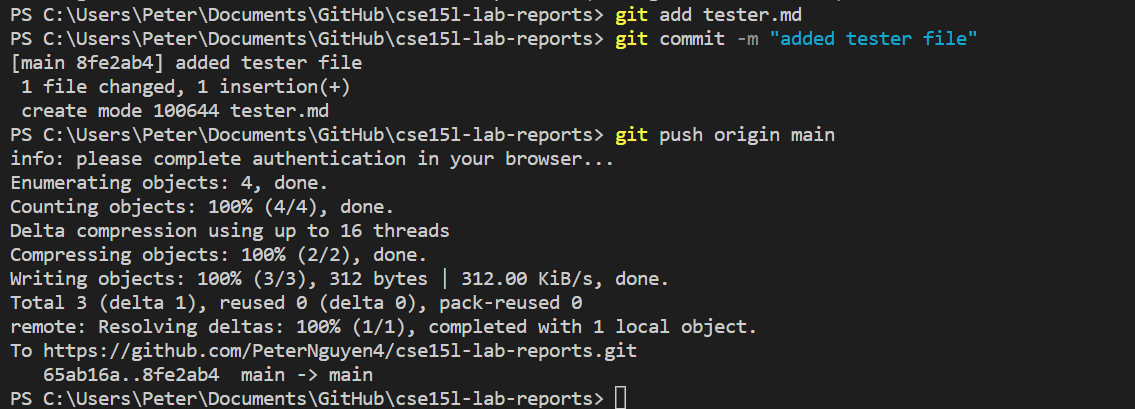 PS C:\Users\Peter\Documents\GitHub\cse15l-lab-reports> git add tester.md
PS C:\Users\Peter\Documents\GitHub\cse15l-lab-reports> git commit -m "added tester file"
[main 8fe2ab4] added tester file
 1 file changed, 1 insertion(+)
 create mode 100644 tester.md
PS C:\Users\Peter\Documents\GitHub\cse15l-lab-reports> git push origin main
info: please complete authentication in your browser...
Enumerating objects: 4, done.
Counting objects: 100% (4/4), done.
Delta compression using up to 16 threads
Compressing objects: 100% (2/2), done.
Writing objects: 100% (3/3), 312 bytes | 312.00 KiB/s, done.
Total 3 (delta 1), reused 0 (delta 0), pack-reused 0
remote: Resolving deltas: 100% (1/1), completed with 1 local object.
To https://github.com/PeterNguyen4/cse15l-lab-reports.git
   65ab16a..8fe2ab4  main -> main
PS C:\Users\Peter\Documents\GitHub\cse15l-lab-reports>